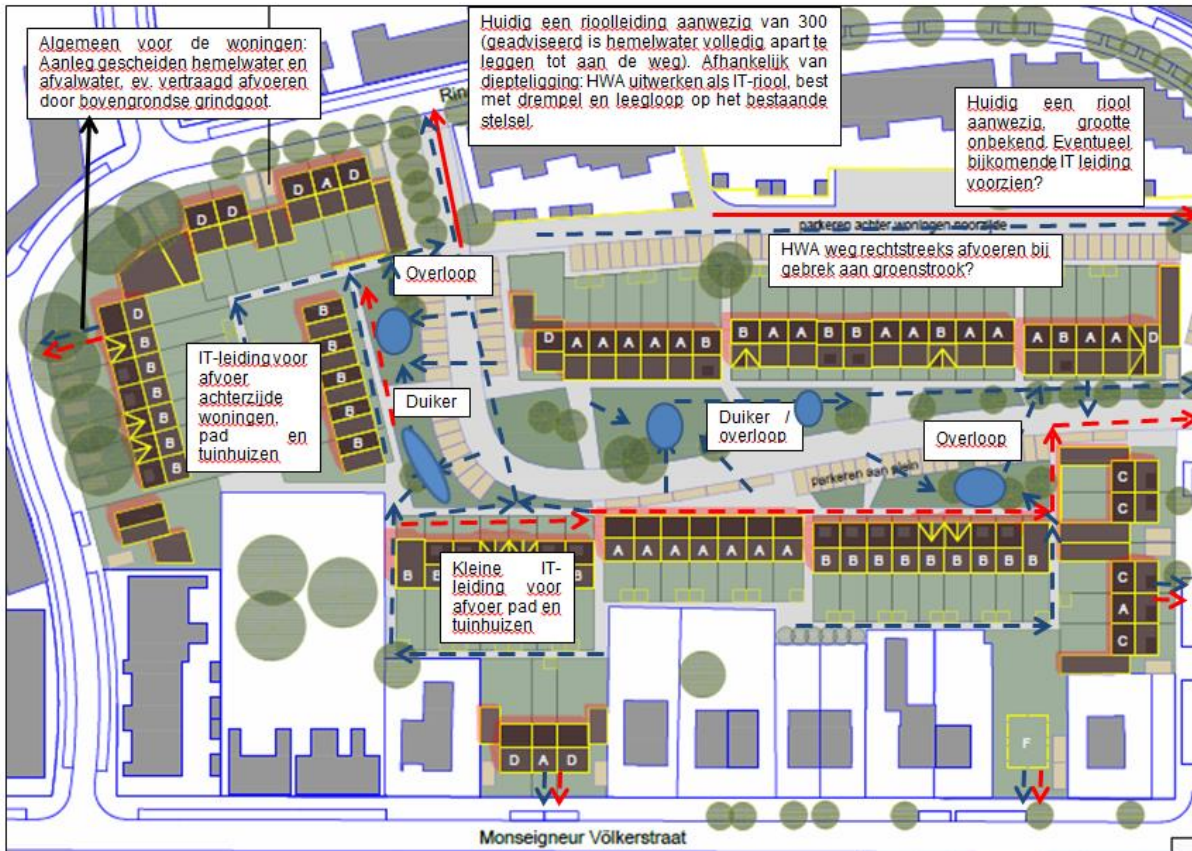 Algemeen voor de woningen:
Aanleg gescheiden hemelwater en
afvalwater, ev. vertraagd afvoeren
door bovengrondse grindgoot.
Huidig een rioolleiding aanwezig van 300
(geadviseerd is hemelwater volledig apart te
leggen tot aan de weg). Afhankelijk van
diepteligging: HWA uitwerken als IT-riool, best
met drempel en leegloop op het bestaande
stelsel.
Huidig een riool
aanwezig, grootte
onbekend. Eventueel
bijkomende IT leiding
voorzien?
parkeren achter woningen noorzijde
HWA weg rechtstreeks afvoeren bij
gebrek aan groenstrook?
D A D
D D
Overloop
D
B
B
B
B
B
B
B
B
B
B
B
IT-leiding voor
afvoer
achterzijde
woningen,
pad en
tuinhuizen
Duiker
D A A A A A B
B A A B B A A B A A
A B A A D
Duiker /
overloop
Overloop
parkeren aan plein
C
C
B B
B
A A A A A A A
B B B B B B B B
Kleine IT-
leiding voor
afvoer pad en
tuinhuizen
C
A
C
D A D
F
Monseigneur Völkerstraat